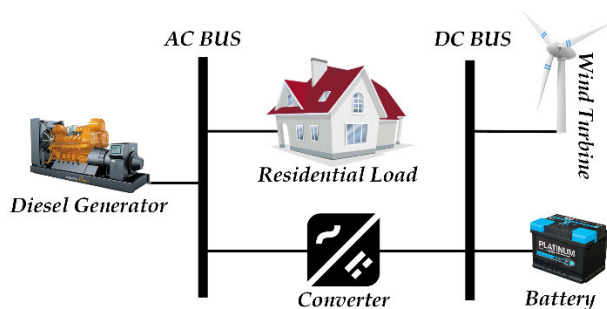 AC BUS
DC BUS
Wind Turbine
Diesel Generator
Residential Load
PLATINUM
Converter
Battery